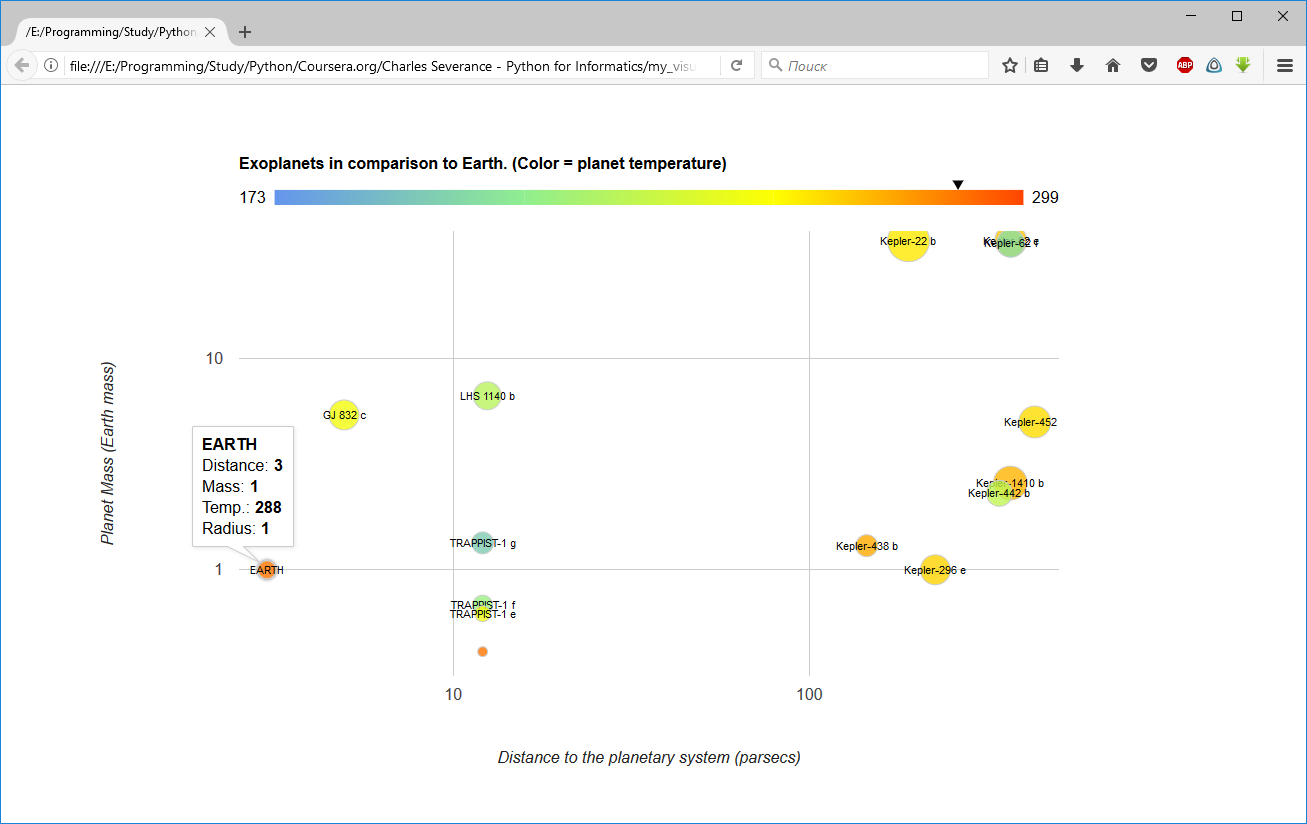 /E:/Programming/Study/Python
file:///E:/Programming/Study/Python/Coursera.org/Charles Severance - Python for Informatics/my_visu
Поиск
ABP
Exoplanets in comparison to Earth. (Color = planet temperature)
173
299
Kepler-22 b
Kepler-62 f
10
LHS 1140 b
GJ 832 c
Kepler-452
EARTH
Distance: 3
Mass: 1
Temp.: 288
Radius: 1
Kepler-1410 b
Kepler-442 b
TRAPPIST-1 g
Kepler-438 b
1
EARTH
Kepler-296 e
TRAPPIST-1 f
TRAPPIST-1 e
10
100
Planet Mass (Earth mass)
Distance to the planetary system (parsecs)